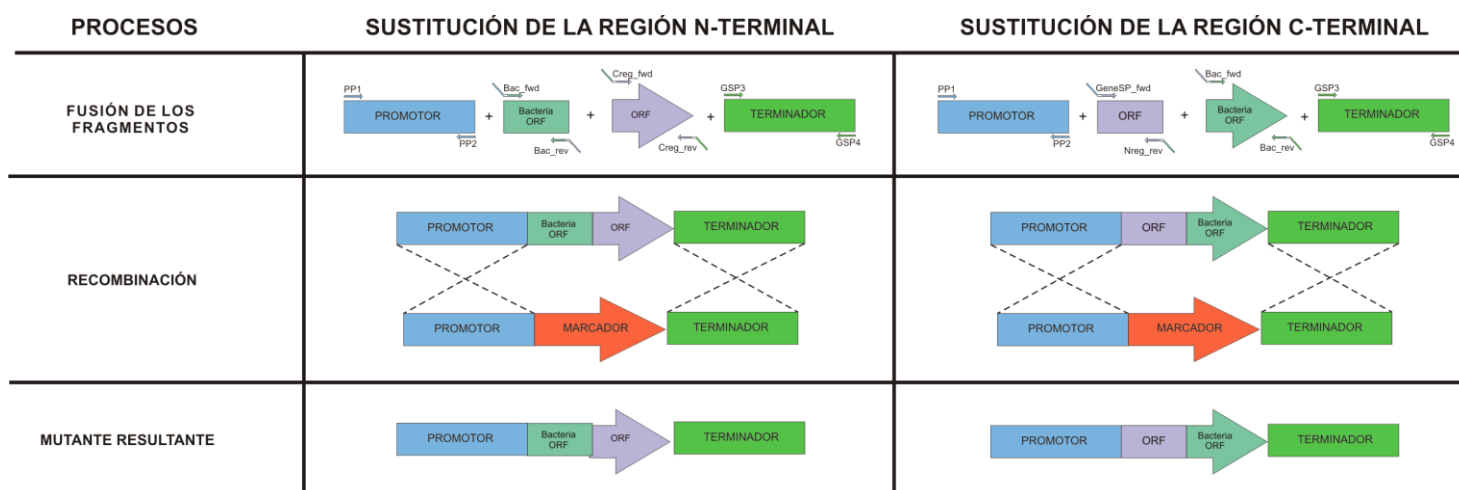 PROCESOS
SUSTITUCIÓN DE LA REGIÓN N-TERMINAL
SUSTITUCIÓN DE LA REGIÓN C-TERMINAL
FUSIÓN DE LOS
FRAGMENTOS
PP1
PROMOTOR
PP2
+
Bac_fwd
Bacteria
ORF
Bac_rev
+
Creg_fwd
ORF
Creg_rev
+
GSP3
TERMINADOR
GSP4
PP1
PROMOTOR
PP2
+
GeneSP_fwd
ORF
Nreg_rev
+
Bac_fwd
Bacteria
ORF
Bac_rev
+
GSP3
TERMINADOR
GSP4
RECOMBINACIÓN
PROMOTOR
Bacteria
ORF
ORF
TERMINADOR
PROMOTOR
MARCADOR
TERMINADOR
PROMOTOR
ORF
Bacteria
ORF
TERMINADOR
PROMOTOR
MARCADOR
TERMINADOR
MUTANTE RESULTANTE
PROMOTOR
Bacteria
ORF
ORF
TERMINADOR
PROMOTOR
ORF
Bacteria
ORF
TERMINADOR